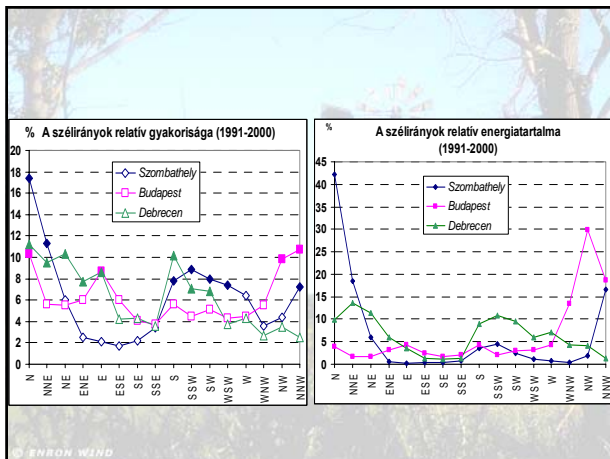 % A szélirányok relatív gyakorisága (1991-2000)
20
18
16
14
12
10
8
6
4
2
0
Szombathely
Budapest
Debrecen
N
NNE
NE
ENE
E
ESE
SE
SSE
S
SSW
SW
WSW
W
WNW
NW
NNW
%
A szélirányok relatív energiatartalma
(1991-2000)
45
40
35
30
25
20
15
10
5
0
Szombathely
Budapest
Debrecen
N
NNE
NE
ENE
E
ESE
SE
SSE
S
SSW
SW
WSW
W
WNW
NW
NNW
© ENRON WIND